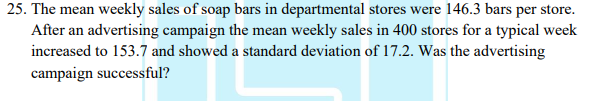 25. The mean weekly sales of soap bars in departmental stores were 146.3 bars per store.
After an advertising campaign the mean weekly sales in 400 stores for a typical week
increased to 153.7 and showed a standard deviation of 17.2. Was the advertising
campaign successful?